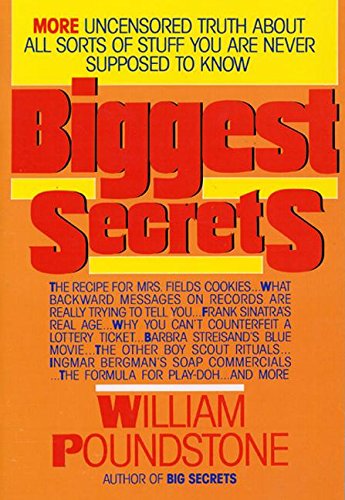 MORE UNCENSORED TRUTH ABOUT
ALL SORTS OF STUFF YOU ARE NEVER
SUPPOSED TO KNOW
Biggest
Secrets
THE RECIPE FOR MRS. FIELDS COOKIES...WHAT
BACKWARD MESSAGES ON RECORDS ARE
REALLY TRYING TO TELL YOU...FRANK SINATRA'S
REAL AGE...WHY YOU CAN'T COUNTERFEIT A
LOTTERY TICKET...BARBRA STREISAND'S BLUE
MOVIE...THE OTHER BOY SCOUT RITUALS...
INGMAR BERGMAN'S SOAP COMMERCIALS
...THE FORMULA FOR PLAY-DOH...AND MORE
WILLIAM
POUNDSTONE
AUTHOR OF BIG SECRETS